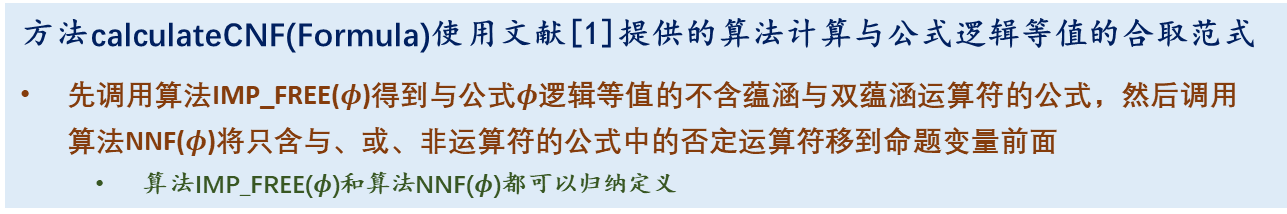 方法calculateCNF(Formula)使用文献[1]提供的算法计算与公式逻辑等值的合取范式
• 先调用算法IMP_FREE(ϕ)得到与公式ϕ逻辑等值的不含蕴涵与双蕴涵运算符的公式，然后调用
算法NNF(ϕ)将只含与、或、非运算符的公式中的否定运算符移到命题变量前面
• 算法IMP_FREE(ϕ)和算法NNF(ϕ)都可以归纳定义